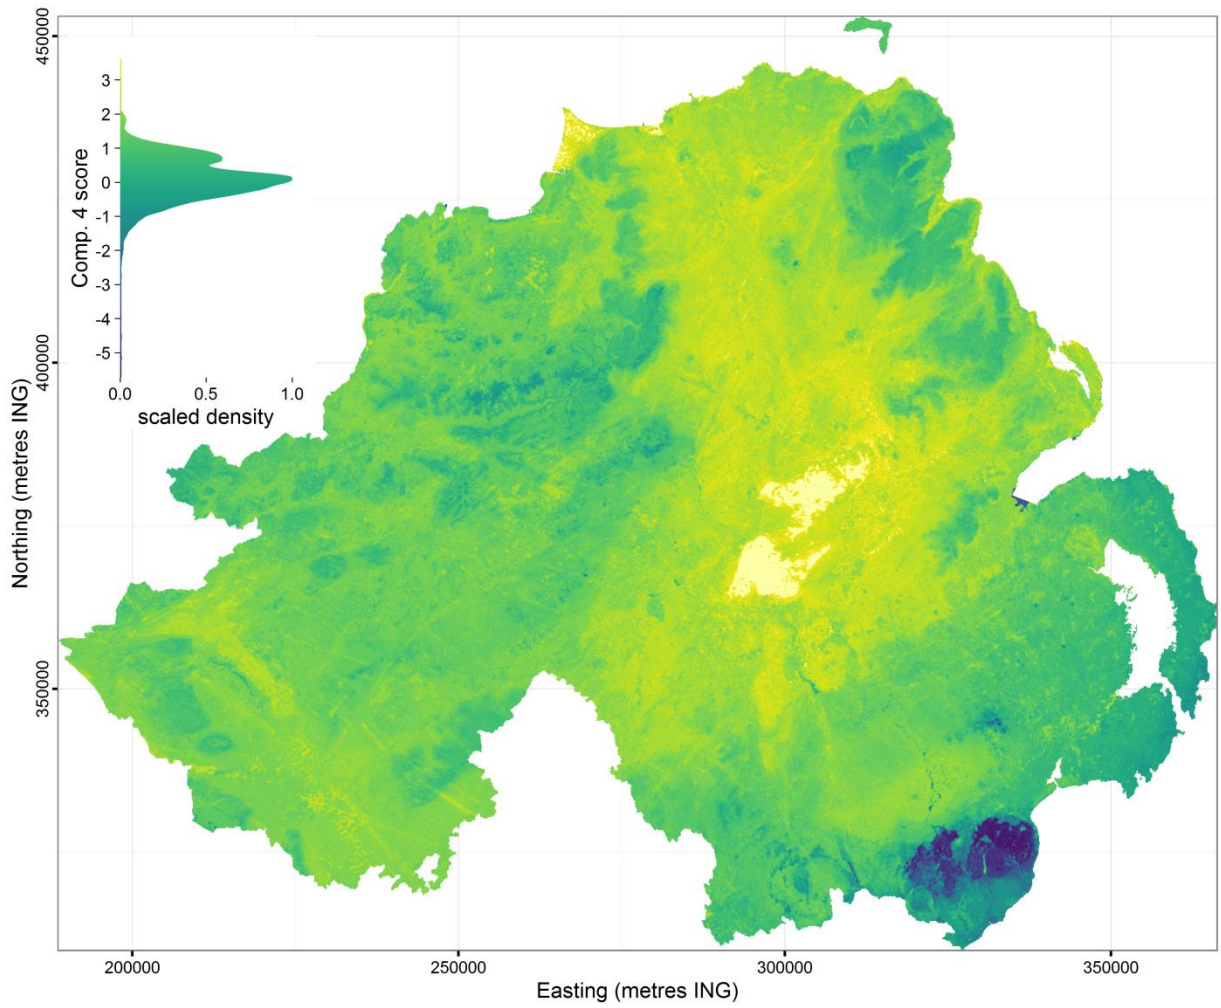 450000
400000
350000
Northing (metres ING)
3
2
1
0
-1
-2
-3
-4
-5
Comp. 4 score
0.0 0.5 1.0
scaled density
200000 250000 300000 350000
Easting (metres ING)